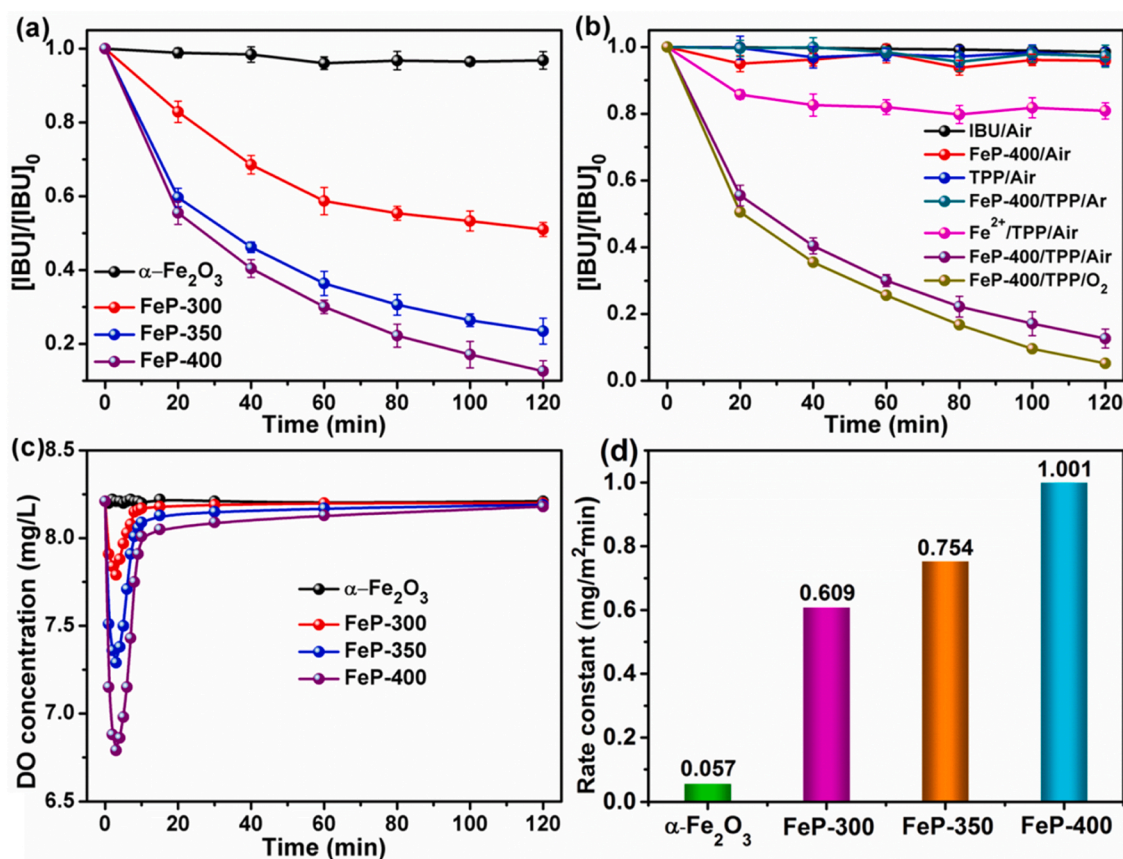 (a)
[IBU]/[IBU]₀
1.0
0.8
0.6
0.4
0.2
α–Fe₂O₃
FeP-300
FeP-350
FeP-400
0 20 40 60 80 100 120
Time (min)
(b)
[IBU]/[IBU]₀
1.0
0.8
0.6
0.4
0.2
0.0
IBU/Air
FeP-400/Air
TPP/Air
FeP-400/TPP/Ar
Fe²⁺/TPP/Air
FeP-400/TPP/Air
FeP-400/TPP/O₂
0 20 40 60 80 100 120
Time (min)
(c)
DO concentration (mg/L)
8.5
8.0
7.5
7.0
6.5
α–Fe₂O₃
FeP-300
FeP-350
FeP-400
0 20 40 60 80 100 120
Time (min)
(d)
Rate constant (mg/m²min)
1.0
0.8
0.6
0.4
0.2
0.0
0.057
0.609
0.754
1.001
α-Fe₂O₃ FeP-300 FeP-350 FeP-400